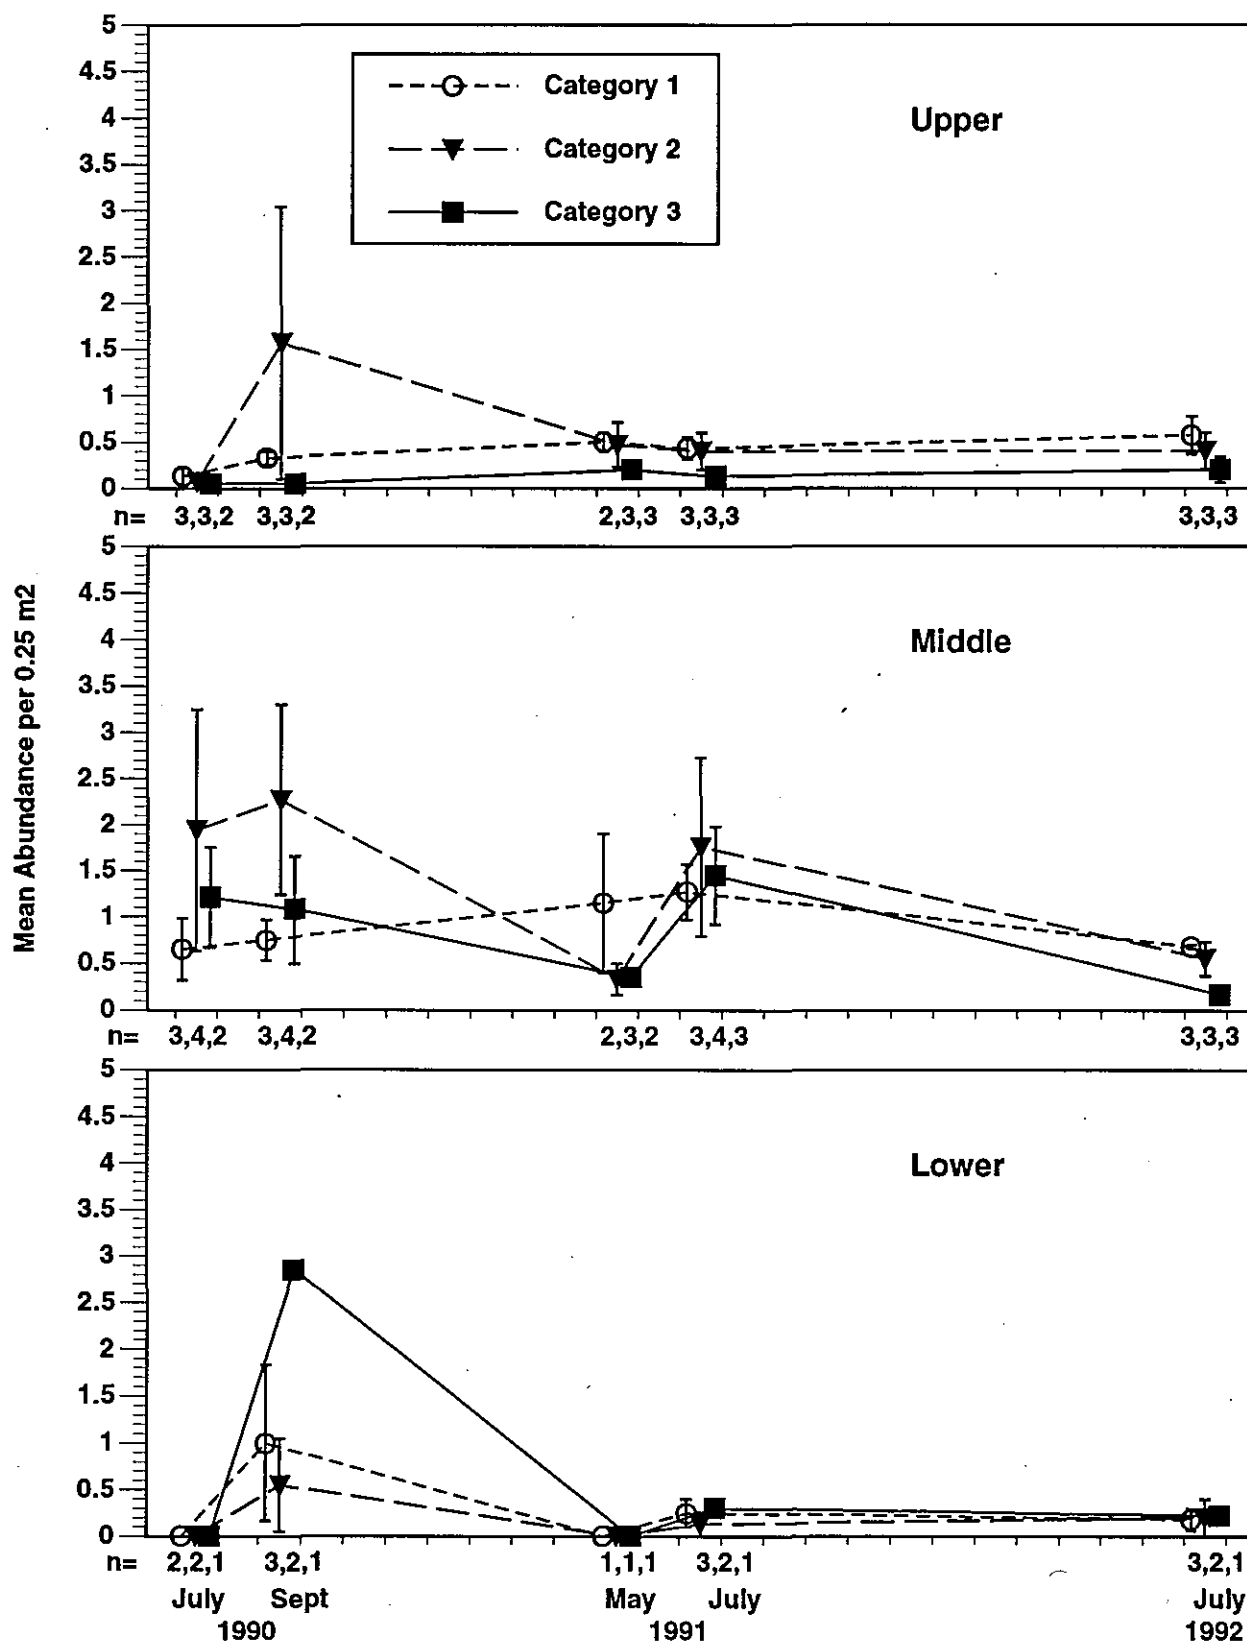 5
4.5
4
3.5
3
2.5
2
1.5
1
0.5
0
Category 1
Category 2
Category 3
Upper
n= 3,3,2 3,3,2 2,3,3 3,3,3 3,3,3
Mean Abundance per 0.25 m2
5
4.5
4
3.5
3
2.5
2
1.5
1
0.5
0
Middle
n= 3,4,2 3,4,2 2,3,2 3,4,3 3,3,3
5
4.5
4
3.5
3
2.5
2
1.5
1
0.5
0
Lower
n= 2,2,1 3,2,1 1,1,1 3,2,1 3,2,1
July Sept May July July
1990 1991 1992